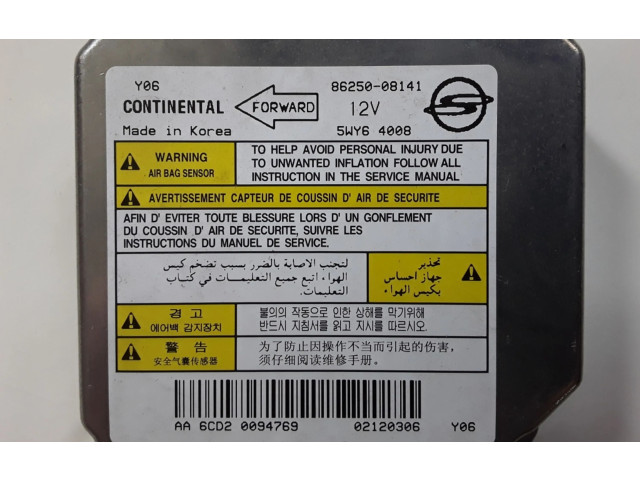 Y06 86250-08141
CONTINENTAL FORWARD 12V
Made in Korea 5WY6 4008
WARNING
AIR BAG SENSOR
TO HELP AVOID PERSONAL INJURY DUE
TO UNWANTED INFLATION FOLLOW ALL
INSTRUCTION IN THE SERVICE MANUAL
AVERTISSEMENT CAPTEUR DE COUSSIN D' AIR DE SECURITE
AFIN D' EVITER TOUTE BLESSURE LORS D' UN GONFLEMENT
DU COUSSIN D' AIR DE SECURITE, SUIVRE LES
INSTRUCTIONS DU MANUEL DE SERVICE.
تحذير
جهاز احساس
بكيس الهواء
لتجنب الاصابة بالضرر بسبب تضخم كيس
الهواء اتبع جميع التعليمات في كتاب
التعليمات.
경 고
에어백 감지장치
불의의 작동으로 인한 상해를 막기위해
반드시 지침서를 읽고 지시를 따르시오.
警 告
安全气囊传感器
为了防止因操作不当而引起的伤害,
须仔细阅读维修手册.
AA 6CD2 0094769 02120306 Y06